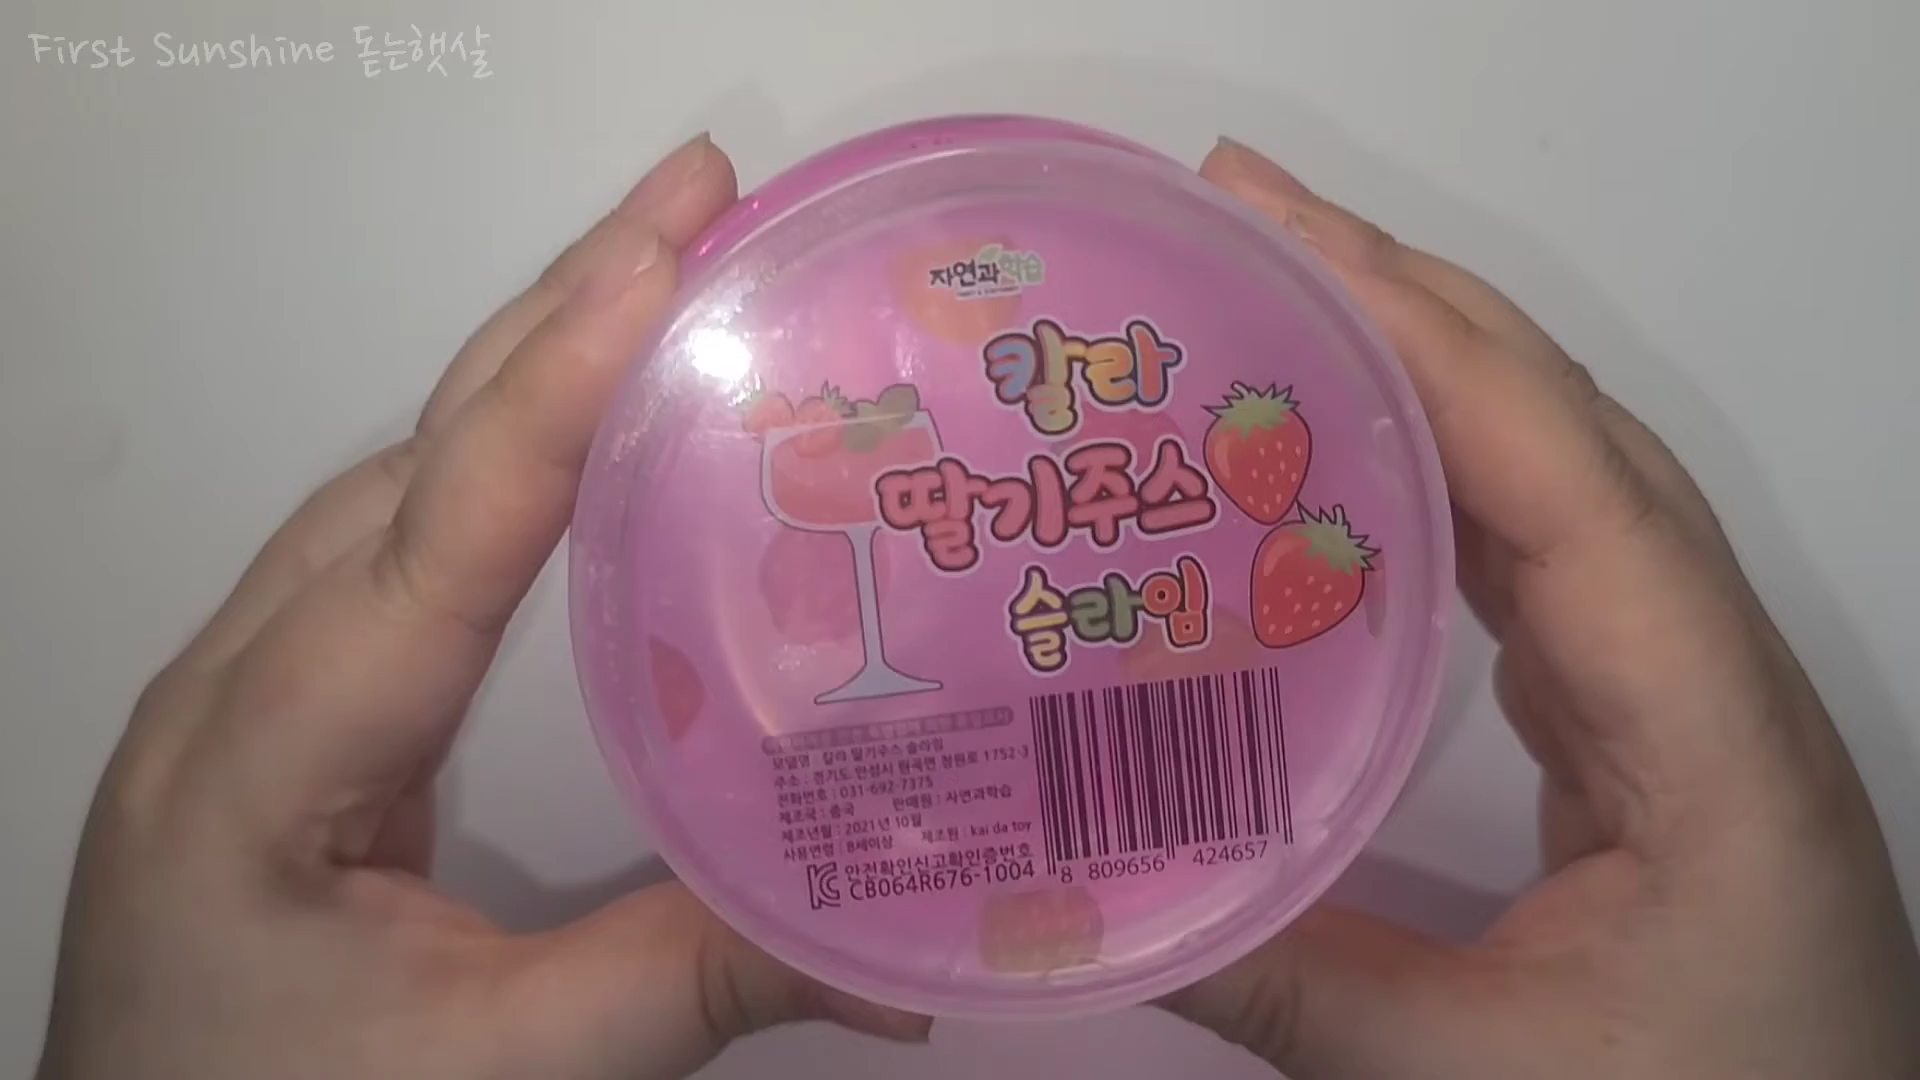 First Sunshine 돋는햇살
자연과학습
칼라
딸기주스
슬라임
모델명 : 칼라 딸기주스 슬라임
주소 : 경기도 안성시 원곡면 청원로 1752-3
전화번호 : 031-692-7375
제조국 : 중국 판매원 : 자연과학습
제조년월 : 2021년 10월
사용연령 : 8세이상 제조원 : kai da toy
안전확인신고확인증번호
CB064R676-1004
8 809656 424657